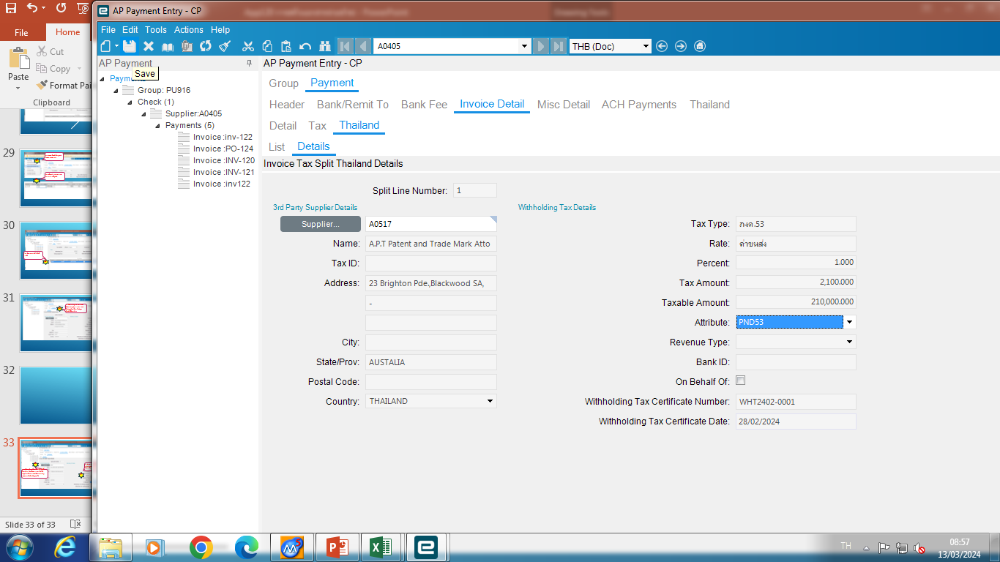 AP Payment Entry - CP
File
Home
Cut
Copy
Paste
Format Pai
Clipboard
29
30
31
32
33
Slide 33 of 33
File Edit Tools Actions Help
A0405
THB (Doc)
AP Payment
Save
Payments
Group: PU916
Check (1)
Supplier:A0405
Payments (5)
Invoice :inv-122
Invoice :PO-124
Invoice :INV-120
Invoice :INV-121
Invoice :inv122
AP Payment Entry - CP
Group Payment
Header Bank/Remit To Bank Fee Invoice Detail Misc Detail ACH Payments Thailand
Detail Tax Thailand
List Details
Invoice Tax Split Thailand Details
Split Line Number: 1
3rd Party Supplier Details
Supplier... A0517
Name: A.P.T Patent and Trade Mark Atto
Tax ID:
Address: 23 Brighton Pde.,Blackwood SA,
-
City:
State/Prov: AUSTALIA
Postal Code:
Country: THAILAND
Withholding Tax Details
Tax Type: ภงด.53
Rate: ค่าขนส่ง
Percent: 1.000
Tax Amount: 2,100.000
Taxable Amount: 210,000.000
Attribute: PND53
Revenue Type:
Bank ID:
On Behalf Of:
Withholding Tax Certificate Number: WHT2402-0001
Withholding Tax Certificate Date: 28/02/2024
TH
08:57
13/03/2024